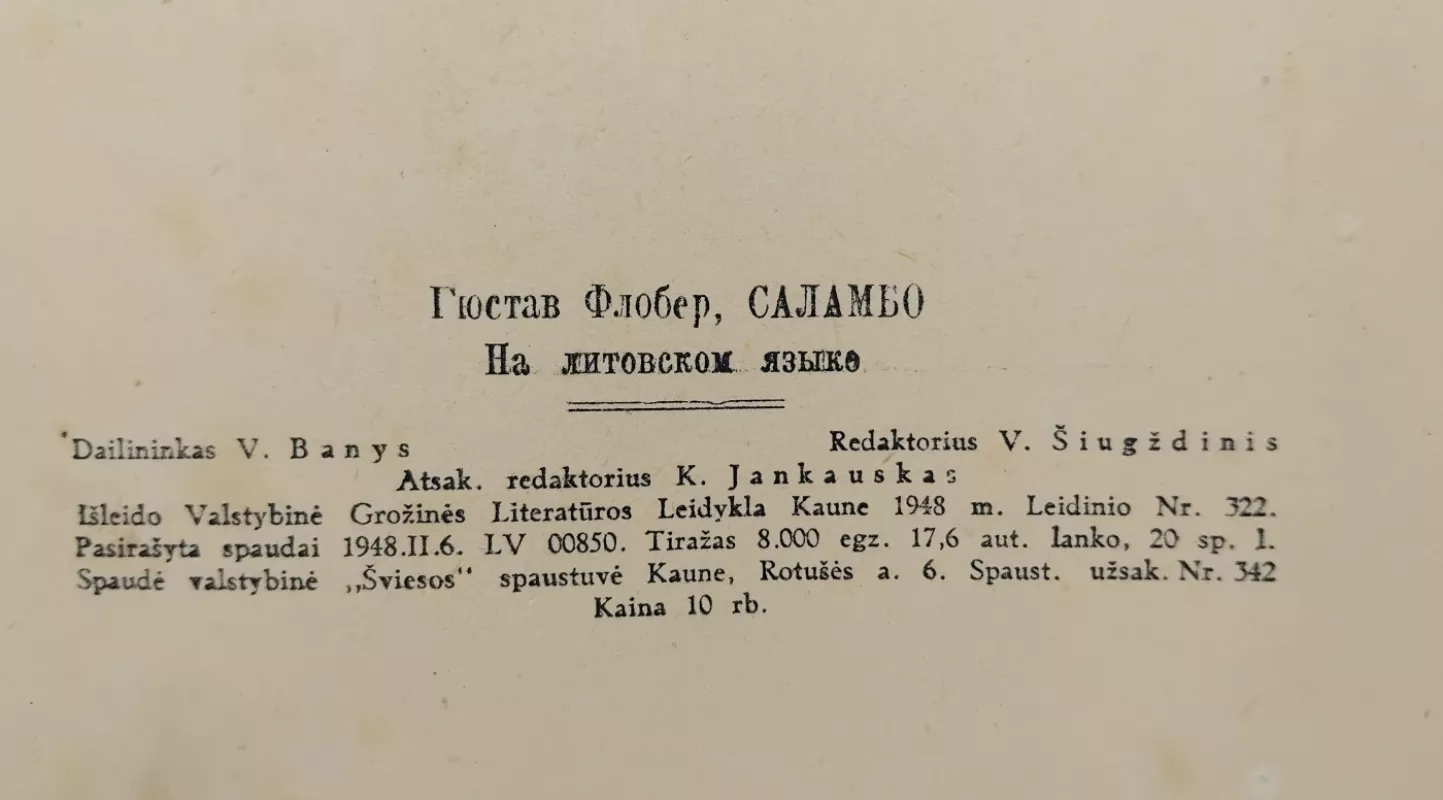 Гюстав Флобер, САЛАМБО
На литовском языке
Dailininkas V. Banys Redaktorius V. Šiugždinis
Atsak. redaktorius K. Jankauskas
Išleido Valstybinė Grožinės Literatūros Leidykla Kaune 1948 m. Leidinio Nr. 322.
Pasirašyta spaudai 1948.II.6. LV 00850. Tiražas 8.000 egz. 17,6 aut. lanko, 20 sp. l.
Spaudė valstybinė „Šviesos" spaustuvė Kaune, Rotušės a. 6. Spaust. užsak. Nr. 342
Kaina 10 rb.